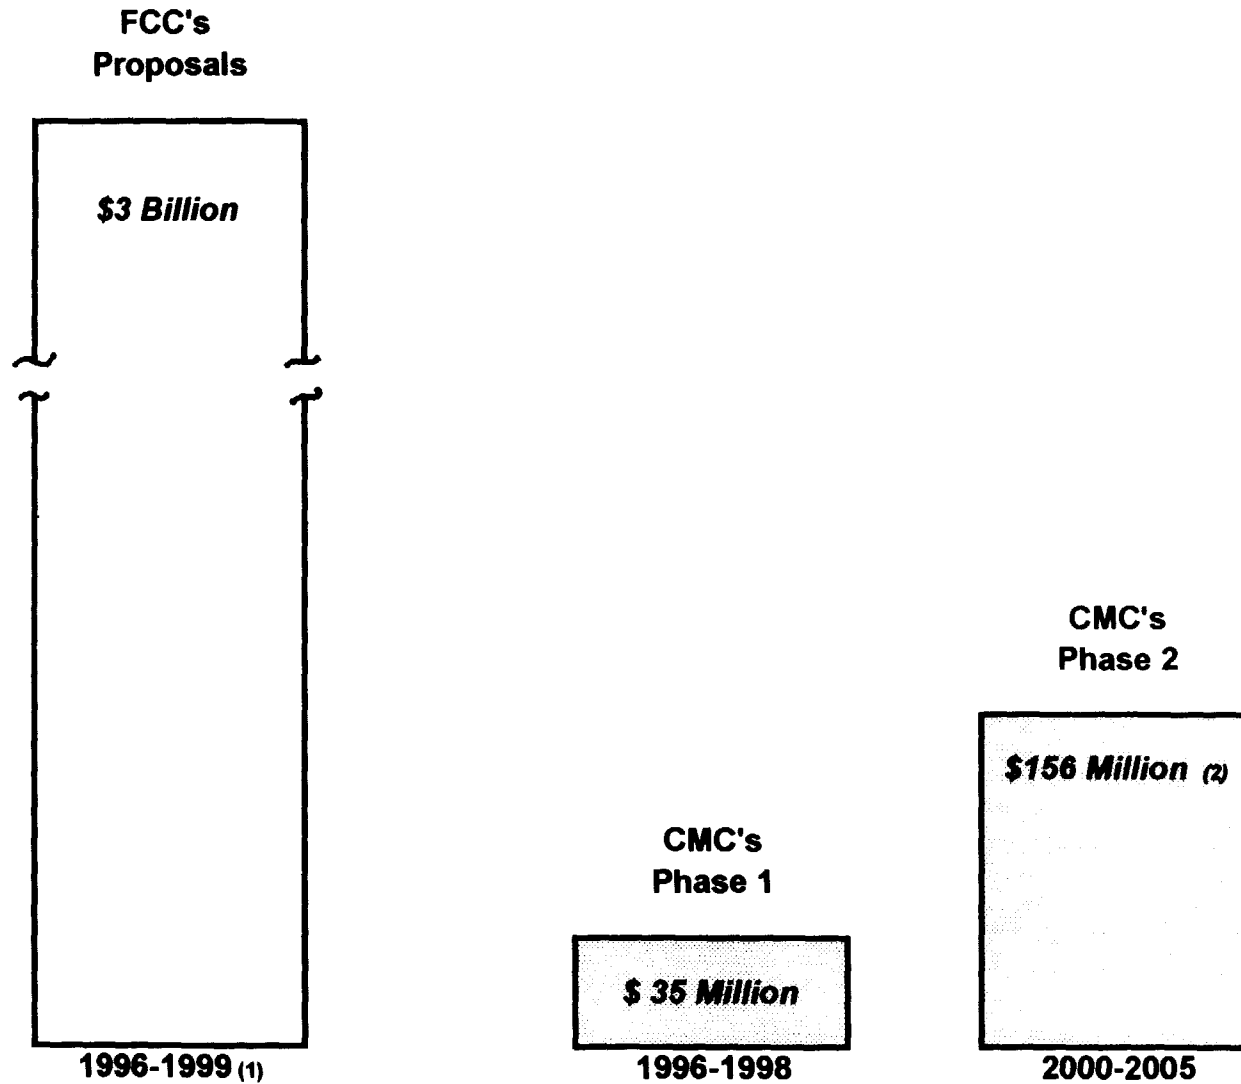 FCC's
Proposals
$3 Billion
CMC's
Phase 2
$156 Million (2)
CMC's
Phase 1
$ 35 Million
1996-1999 (1)
1996-1998
2000-2005